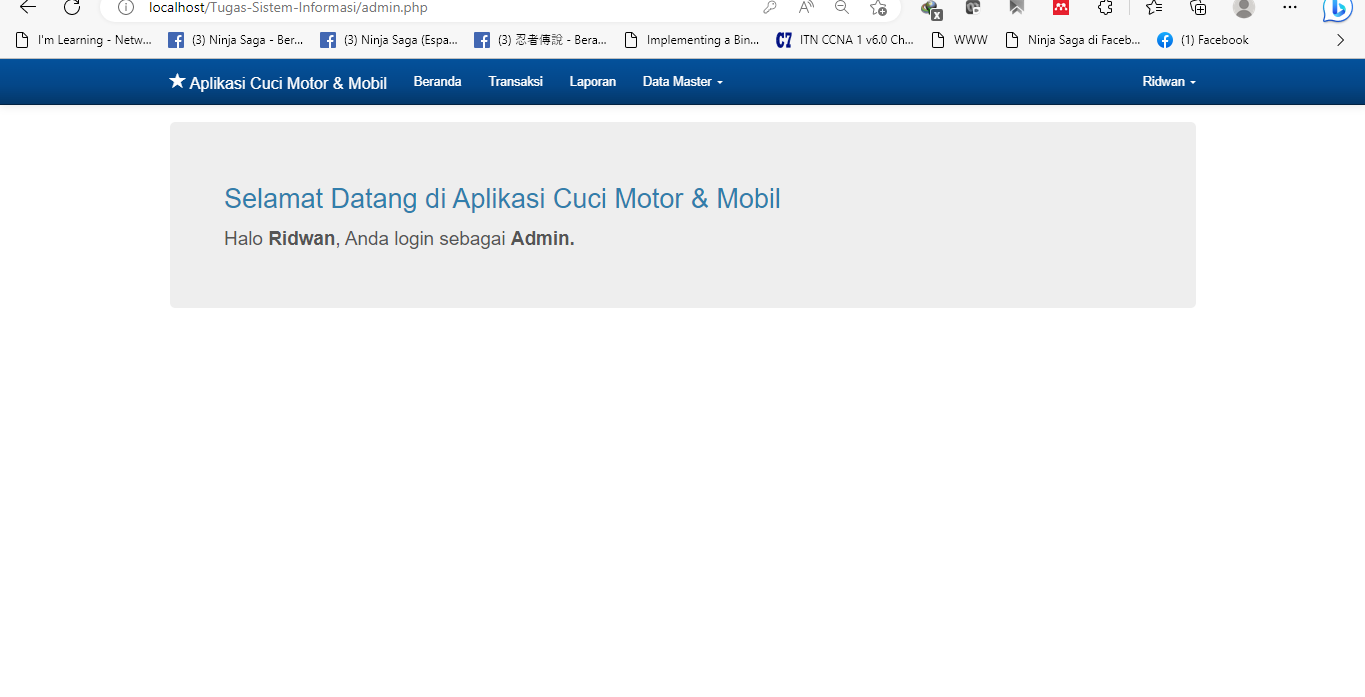 localhost/Tugas-Sistem-Informasi/admin.php
I'm Learning - Netw... (3) Ninja Saga - Ber... (3) Ninja Saga (Espa... (3) 忍者傳說 - Bera... Implementing a Bin... C7 ITN CCNA 1 v6.0 Ch... WWW Ninja Saga di Faceb... (1) Facebook
Aplikasi Cuci Motor & Mobil Beranda Transaksi Laporan Data Master Ridwan
Selamat Datang di Aplikasi Cuci Motor & Mobil
Halo Ridwan, Anda login sebagai Admin.